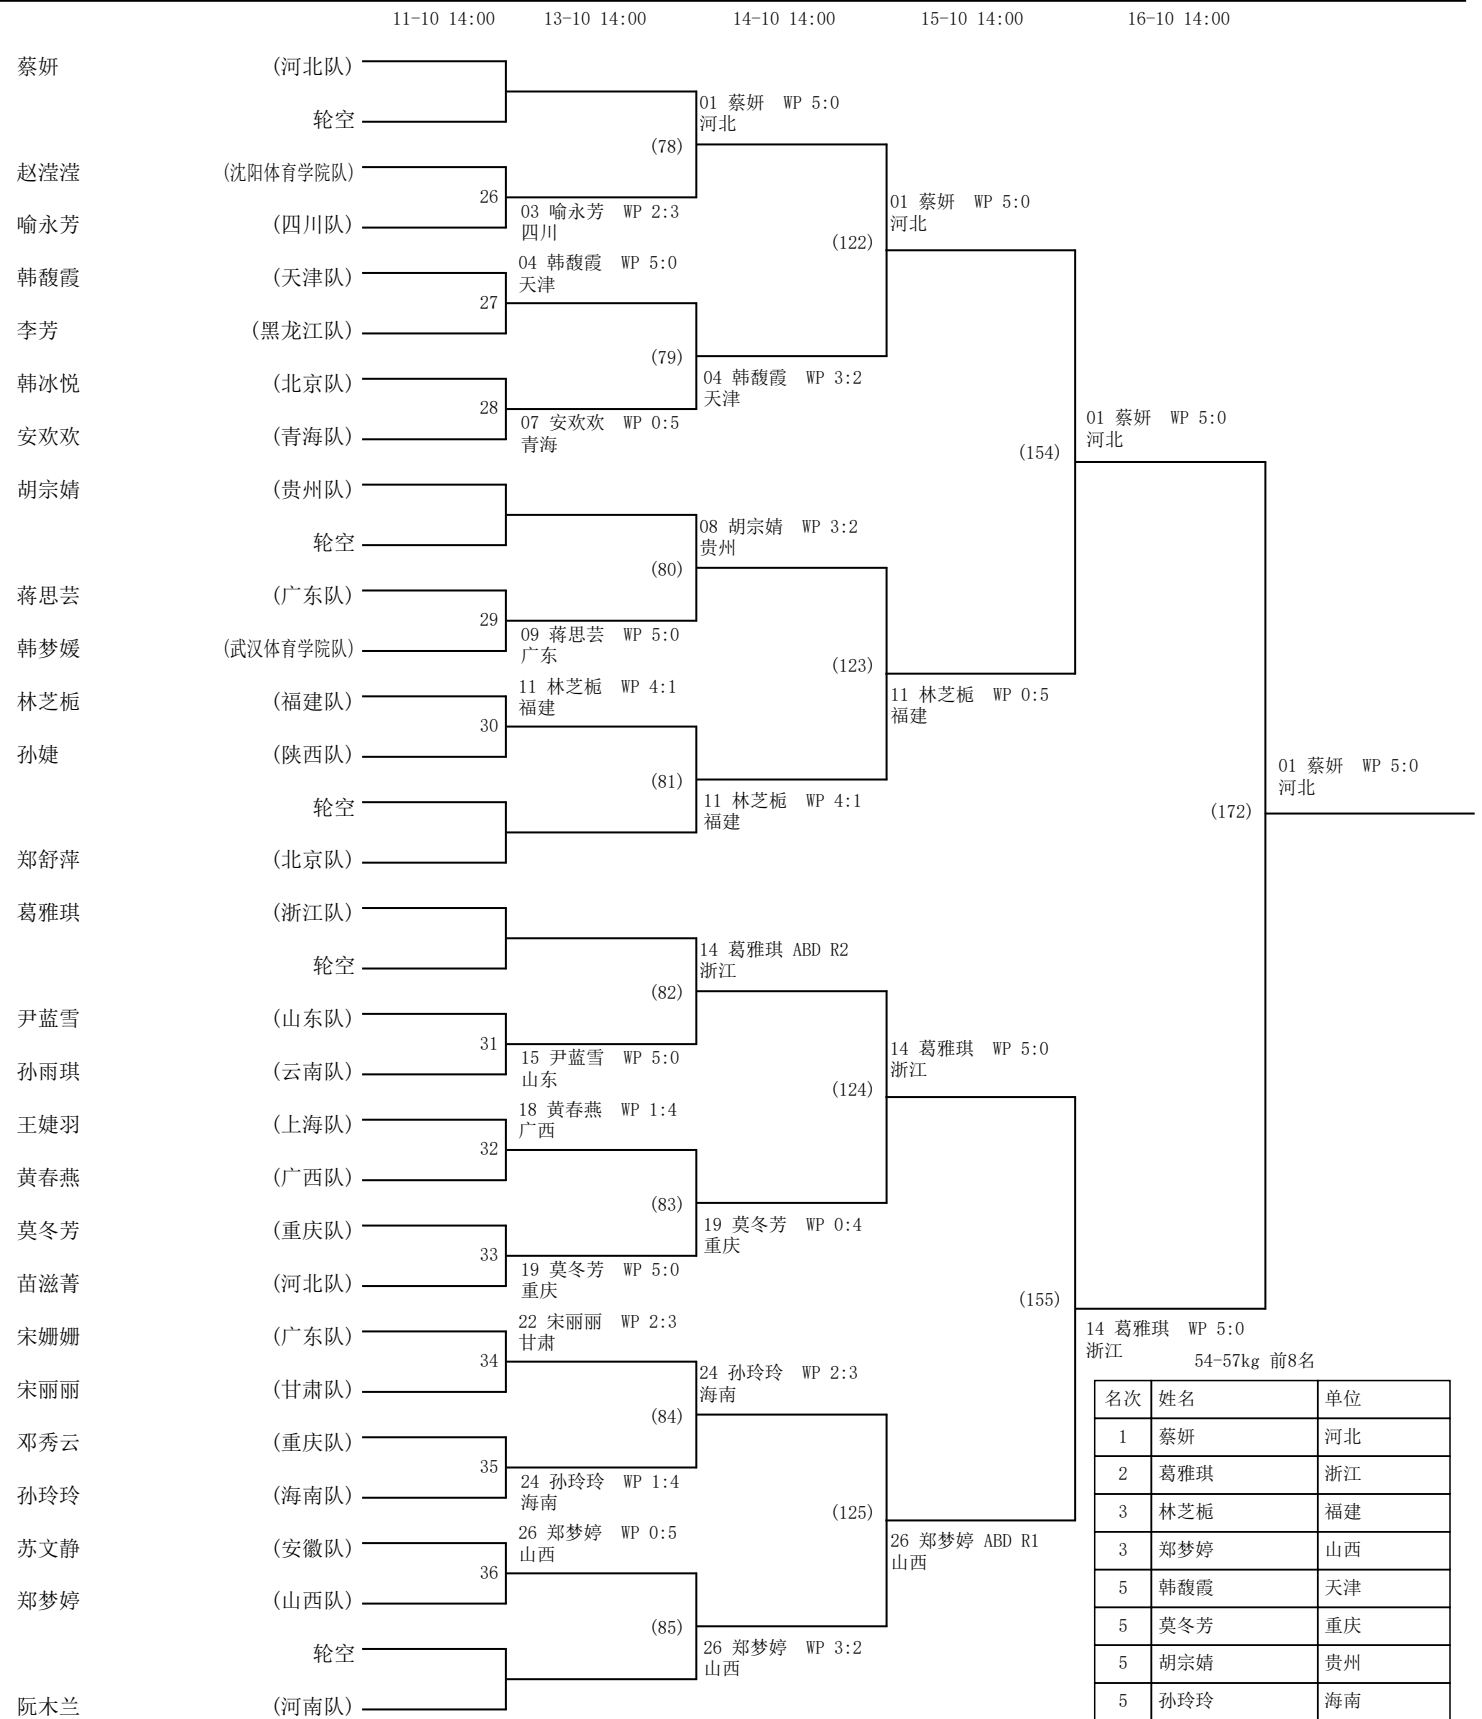 11-10 14:00 13-10 14:00 14-10 14:00 15-10 14:00 16-10 14:00
蔡妍 (河北队)
01 蔡妍 WP 5:0
轮空
河北
(78)
赵滢滢 (沈阳体育学院队)
26
01 蔡妍 WP 5:0
03 喻永芳 WP 2:3
喻永芳 (四川队)
河北
四川
(122)
04 韩馥霞 WP 5:0
韩馥霞 (天津队)
天津
27
李芳 (黑龙江队)
(79)
04 韩馥霞 WP 3:2
韩冰悦 (北京队)
天津
28
01 蔡妍 WP 5:0
07 安欢欢 WP 0:5
安欢欢 (青海队)
河北
青海
(154)
胡宗婧 (贵州队)
08 胡宗婧 WP 3:2
轮空
贵州
(80)
蒋思芸 (广东队)
29
09 蒋思芸 WP 5:0
韩梦媛 (武汉体育学院队)
广东
(123)
11 林芝栀 WP 4:1
11 林芝栀 WP 0:5
林芝栀 (福建队)
福建
福建
30
孙婕 (陕西队)
01 蔡妍 WP 5:0
(81)
河北
11 林芝栀 WP 4:1
轮空
(172)
福建
郑舒萍 (北京队)
葛雅琪 (浙江队)
14 葛雅琪 ABD R2
轮空
浙江
(82)
尹蓝雪 (山东队)
31
14 葛雅琪 WP 5:0
15 尹蓝雪 WP 5:0
孙雨琪 (云南队)
浙江
山东
(124)
18 黄春燕 WP 1:4
王婕羽 (上海队)
广西
32
黄春燕 (广西队)
(83)
19 莫冬芳 WP 0:4
莫冬芳 (重庆队)
重庆
33
19 莫冬芳 WP 5:0
苗滋菁 (河北队)
重庆
(155)
22 宋丽丽 WP 2:3
14 葛雅琪 WP 5:0
宋姗姗 (广东队)
甘肃
浙江
34
54-57kg 前8名
24 孙玲玲 WP 2:3
宋丽丽 (甘肃队)
海南
名次 姓名 单位
(84)
1 蔡妍 河北
邓秀云 (重庆队)
35
2 葛雅琪 浙江
24 孙玲玲 WP 1:4
孙玲玲 (海南队)
海南
(125)
3 林芝栀 福建
26 郑梦婷 WP 0:5
26 郑梦婷 ABD R1
苏文静 (安徽队)
3 郑梦婷 山西
山西
山西
36
5 韩馥霞 天津
郑梦婷 (山西队)
5 莫冬芳 重庆
(85)
26 郑梦婷 WP 3:2
轮空
5 胡宗婧 贵州
山西
5 孙玲玲 海南
阮木兰 (河南队)